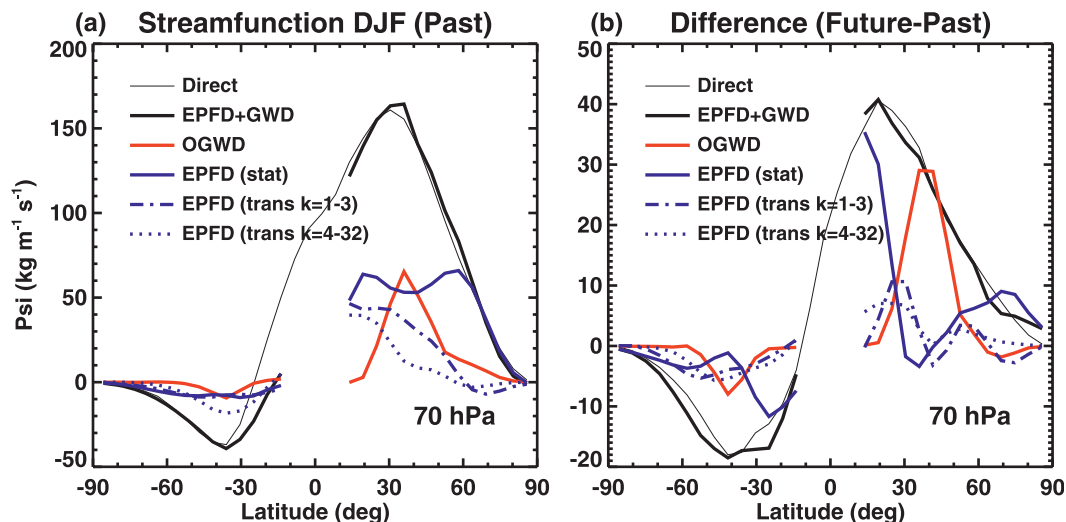 (a) Streamfunction DJF (Past)
200
150
100
50
0
-50
Psi (kg m⁻¹ s⁻¹)
Direct
EPFD+GWD
OGWD
EPFD (stat)
EPFD (trans k=1-3)
EPFD (trans k=4-32)
70 hPa
-90 -60 -30 0 30 60 90
Latitude (deg)
(b) Difference (Future-Past)
50
40
30
20
10
0
-10
-20
Direct
EPFD+GWD
OGWD
EPFD (stat)
EPFD (trans k=1-3)
EPFD (trans k=4-32)
70 hPa
-90 -60 -30 0 30 60 90
Latitude (deg)